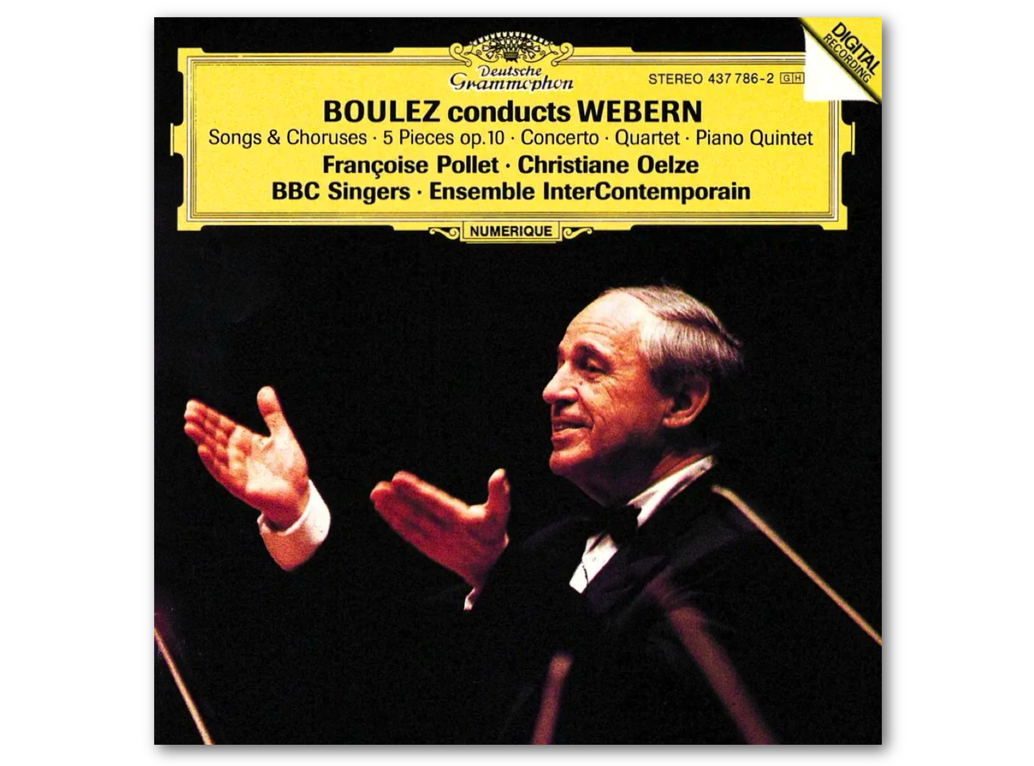 Deutsche
Grammophon
STEREO 437 786-2 GH
DIGITAL
RECORDING
BOULEZ conducts WEBERN
Songs & Choruses · 5 Pieces op.10 · Concerto · Quartet · Piano Quintet
Françoise Pollet · Christiane Oelze
BBC Singers · Ensemble InterContemporain
NUMERIQUE